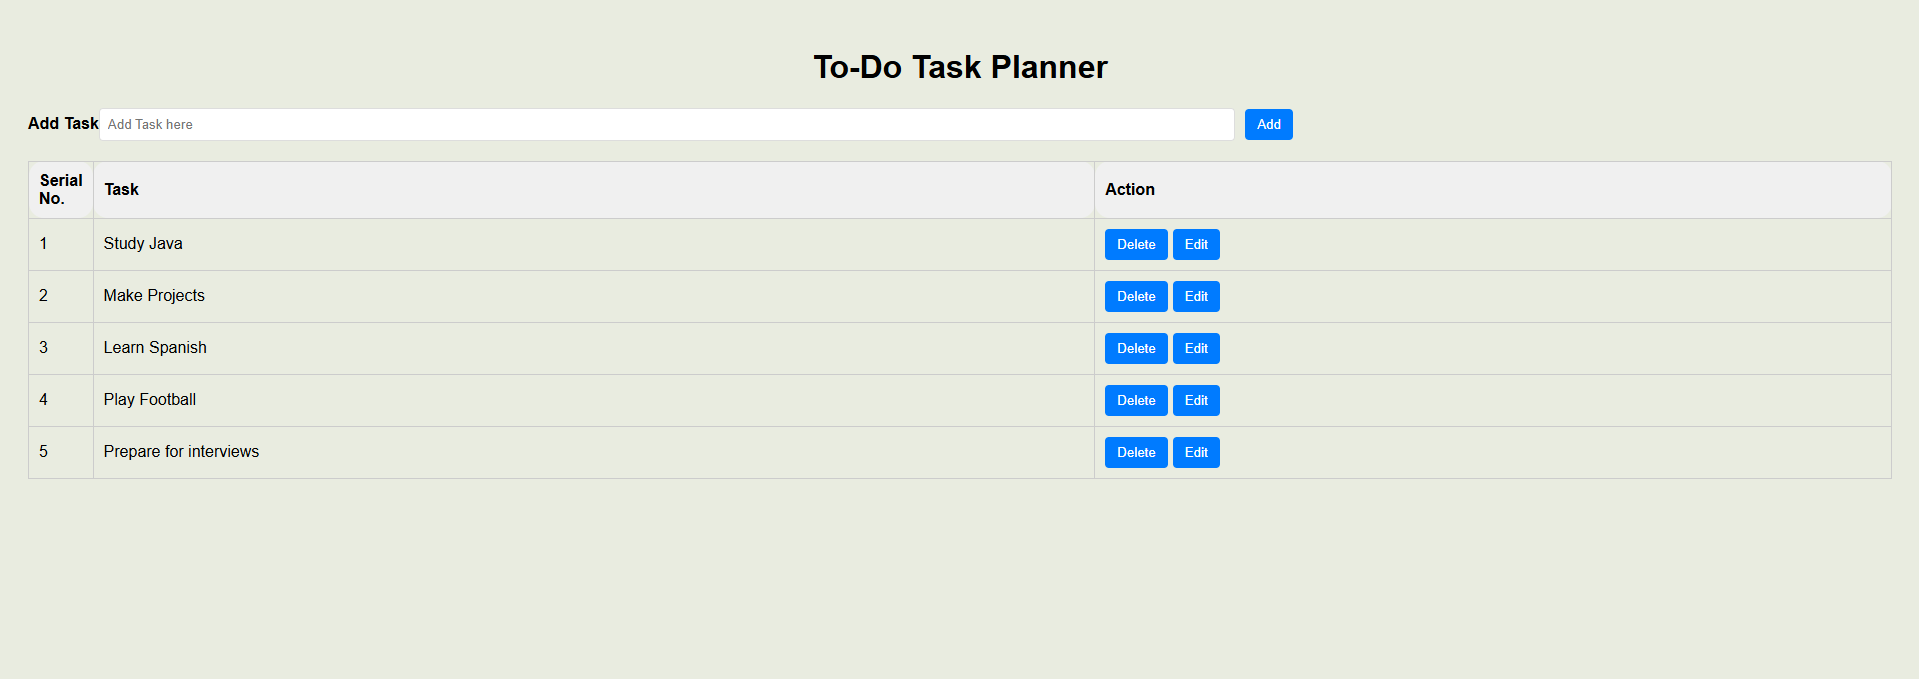 To-Do Task Planner
Add Task Add Task here Add
Serial No. Task Action
1 Study Java Delete Edit
2 Make Projects Delete Edit
3 Learn Spanish Delete Edit
4 Play Football Delete Edit
5 Prepare for interviews Delete Edit